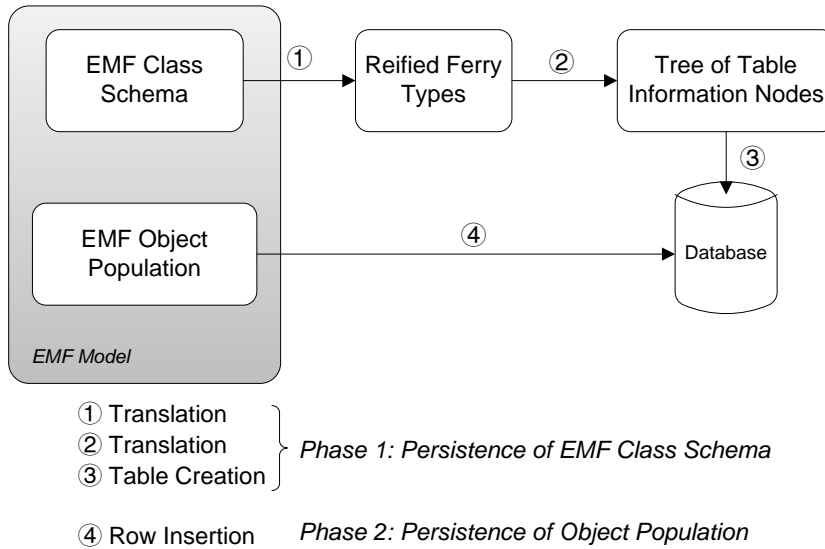 EMF Class
Schema
①
Reified Ferry
Types
②
Tree of Table
Information Nodes
③
EMF Object
Population
④
Database
EMF Model
① Translation
② Translation
③ Table Creation
Phase 1: Persistence of EMF Class Schema
④ Row Insertion
Phase 2: Persistence of Object Population